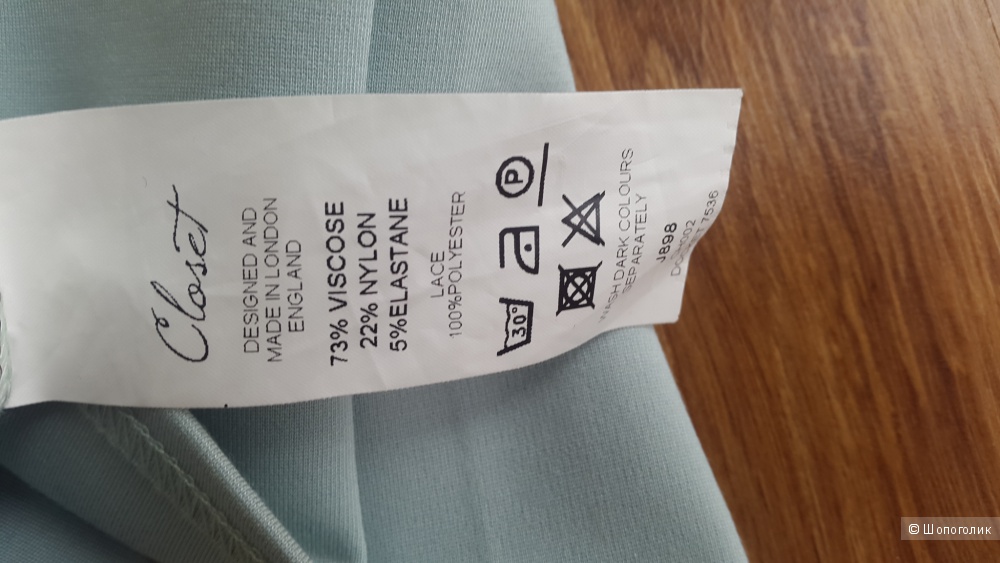 Closet
DESIGNED AND
MADE IN LONDON
ENGLAND
73% VISCOSE
22% NYLON
5%ELASTANE
LACE
100%POLYESTER
30°
P
WASH DARK COLOURS
SEPARATELY
J898
7536
© Шопоголик